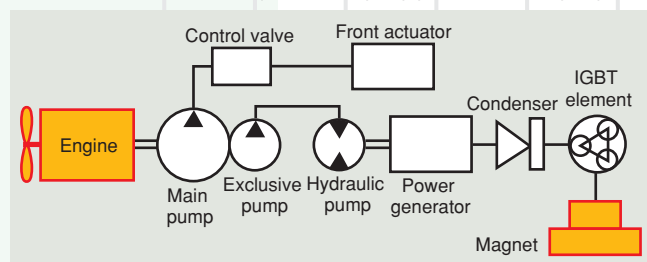 Control valve
Front actuator
IGBT
element
Condenser
Engine
Main
pump
Exclusive
pump
Hydraulic
pump
Power
generator
Magnet